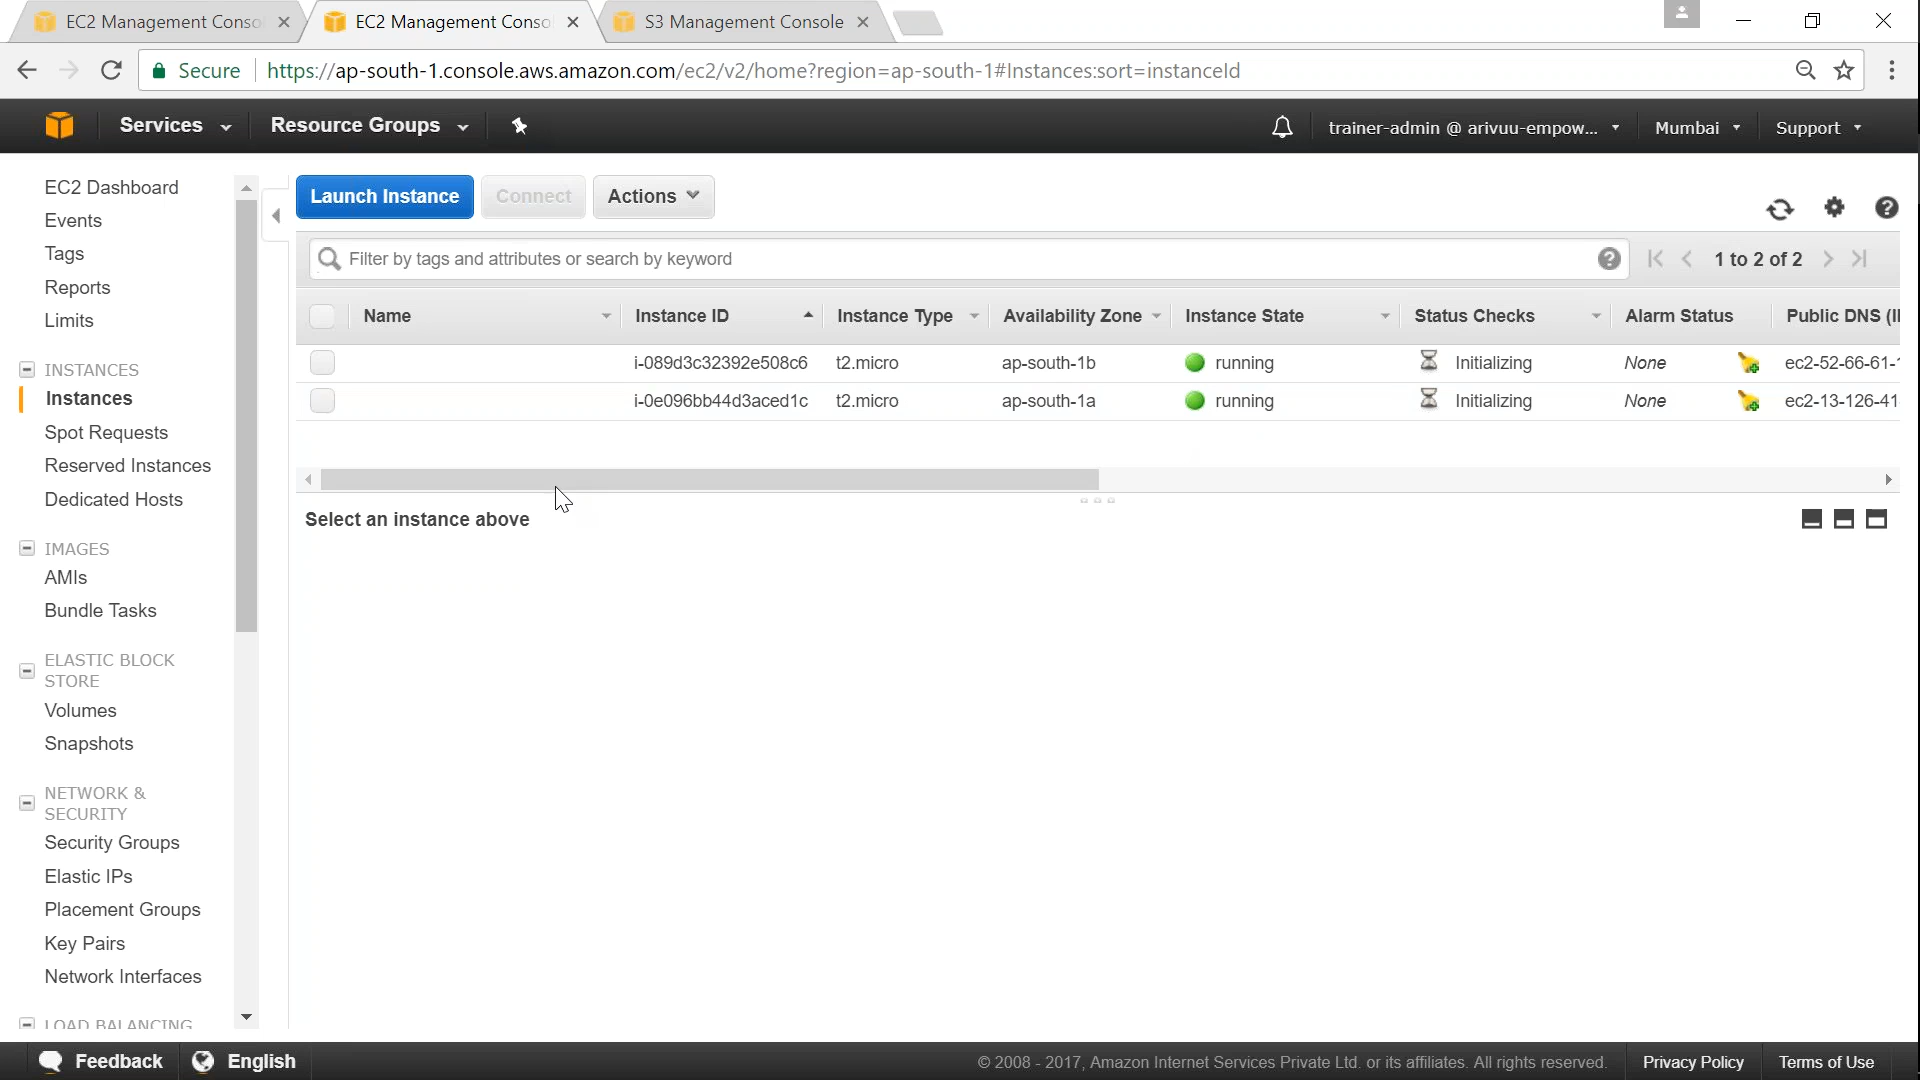 EC2 Management Conso
EC2 Management Conso
S3 Management Console
Secure
https://ap-south-1.console.aws.amazon.com/ec2/v2/home?region=ap-south-1#Instances:sort=instanceId
Services
Resource Groups
trainer-admin @ arivuu-empow...
Mumbai
Support
EC2 Dashboard
Events
Tags
Reports
Limits
INSTANCES
Instances
Spot Requests
Reserved Instances
Dedicated Hosts
IMAGES
AMIs
Bundle Tasks
ELASTIC BLOCK
STORE
Volumes
Snapshots
NETWORK &
SECURITY
Security Groups
Elastic IPs
Placement Groups
Key Pairs
Network Interfaces
LOAD BALANCING
Launch Instance
Connect
Actions
Filter by tags and attributes or search by keyword
1 to 2 of 2
Name Instance ID Instance Type Availability Zone Instance State Status Checks Alarm Status Public DNS (I
i-089d3c32392e508c6 t2.micro ap-south-1b running Initializing None ec2-52-66-61-1
i-0e096bb44d3aced1c t2.micro ap-south-1a running Initializing None ec2-13-126-41
Select an instance above
Feedback
English
© 2008 - 2017, Amazon Internet Services Private Ltd. or its affiliates. All rights reserved.
Privacy Policy
Terms of Use